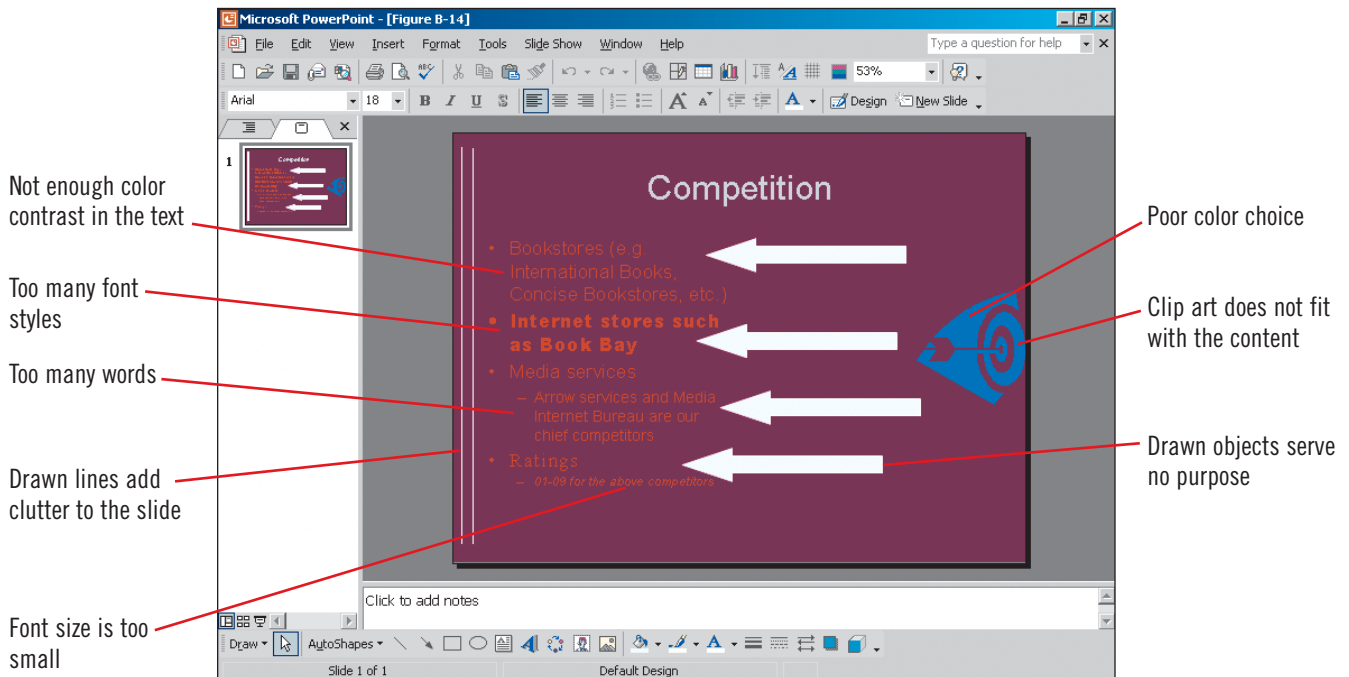 Microsoft PowerPoint - [Figure B-14]
File Edit View Insert Format Tools Slide Show Window Help
Type a question for help
53%
Arial
18
B I U S
A A
A
Design
New Slide
1
Competition
Competition
• Bookstores (e.g.
International Books,
Concise Bookstores, etc.)
• Internet stores such
as Book Bay
• Media services
– Arrow services and Media
Internet Bureau are our
chief competitors
• Ratings
– 01-09 for the above competitors
Not enough color
contrast in the text
Too many font
styles
Too many words
Drawn lines add
clutter to the slide
Font size is too
small
Poor color choice
Clip art does not fit
with the content
Drawn objects serve
no purpose
Click to add notes
Draw
AutoShapes
Slide 1 of 1
Default Design